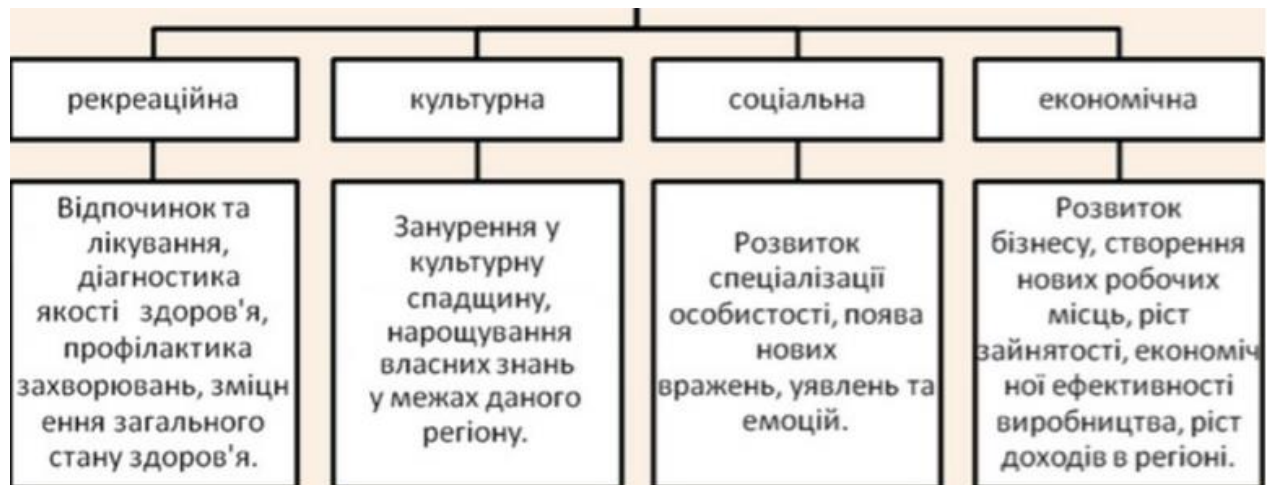 рекреаційна
культурна
соціальна
економічна
Відпочинок та
лікування,
діагностика
якості здоров'я,
профілактика
захворювань, зміцн
ення загального
стану здоров'я.
Занурення у
культурну
спадщину,
нарощування
власних знань
у межах даного
регіону.
Розвиток
спеціалізації
особистості, поява
нових
вражень, уявлень та
емоцій.
Розвиток
бізнесу, створення
нових робочих
місць, ріст
зайнятості, економіч
ної ефективності
виробництва, ріст
доходів в регіоні.